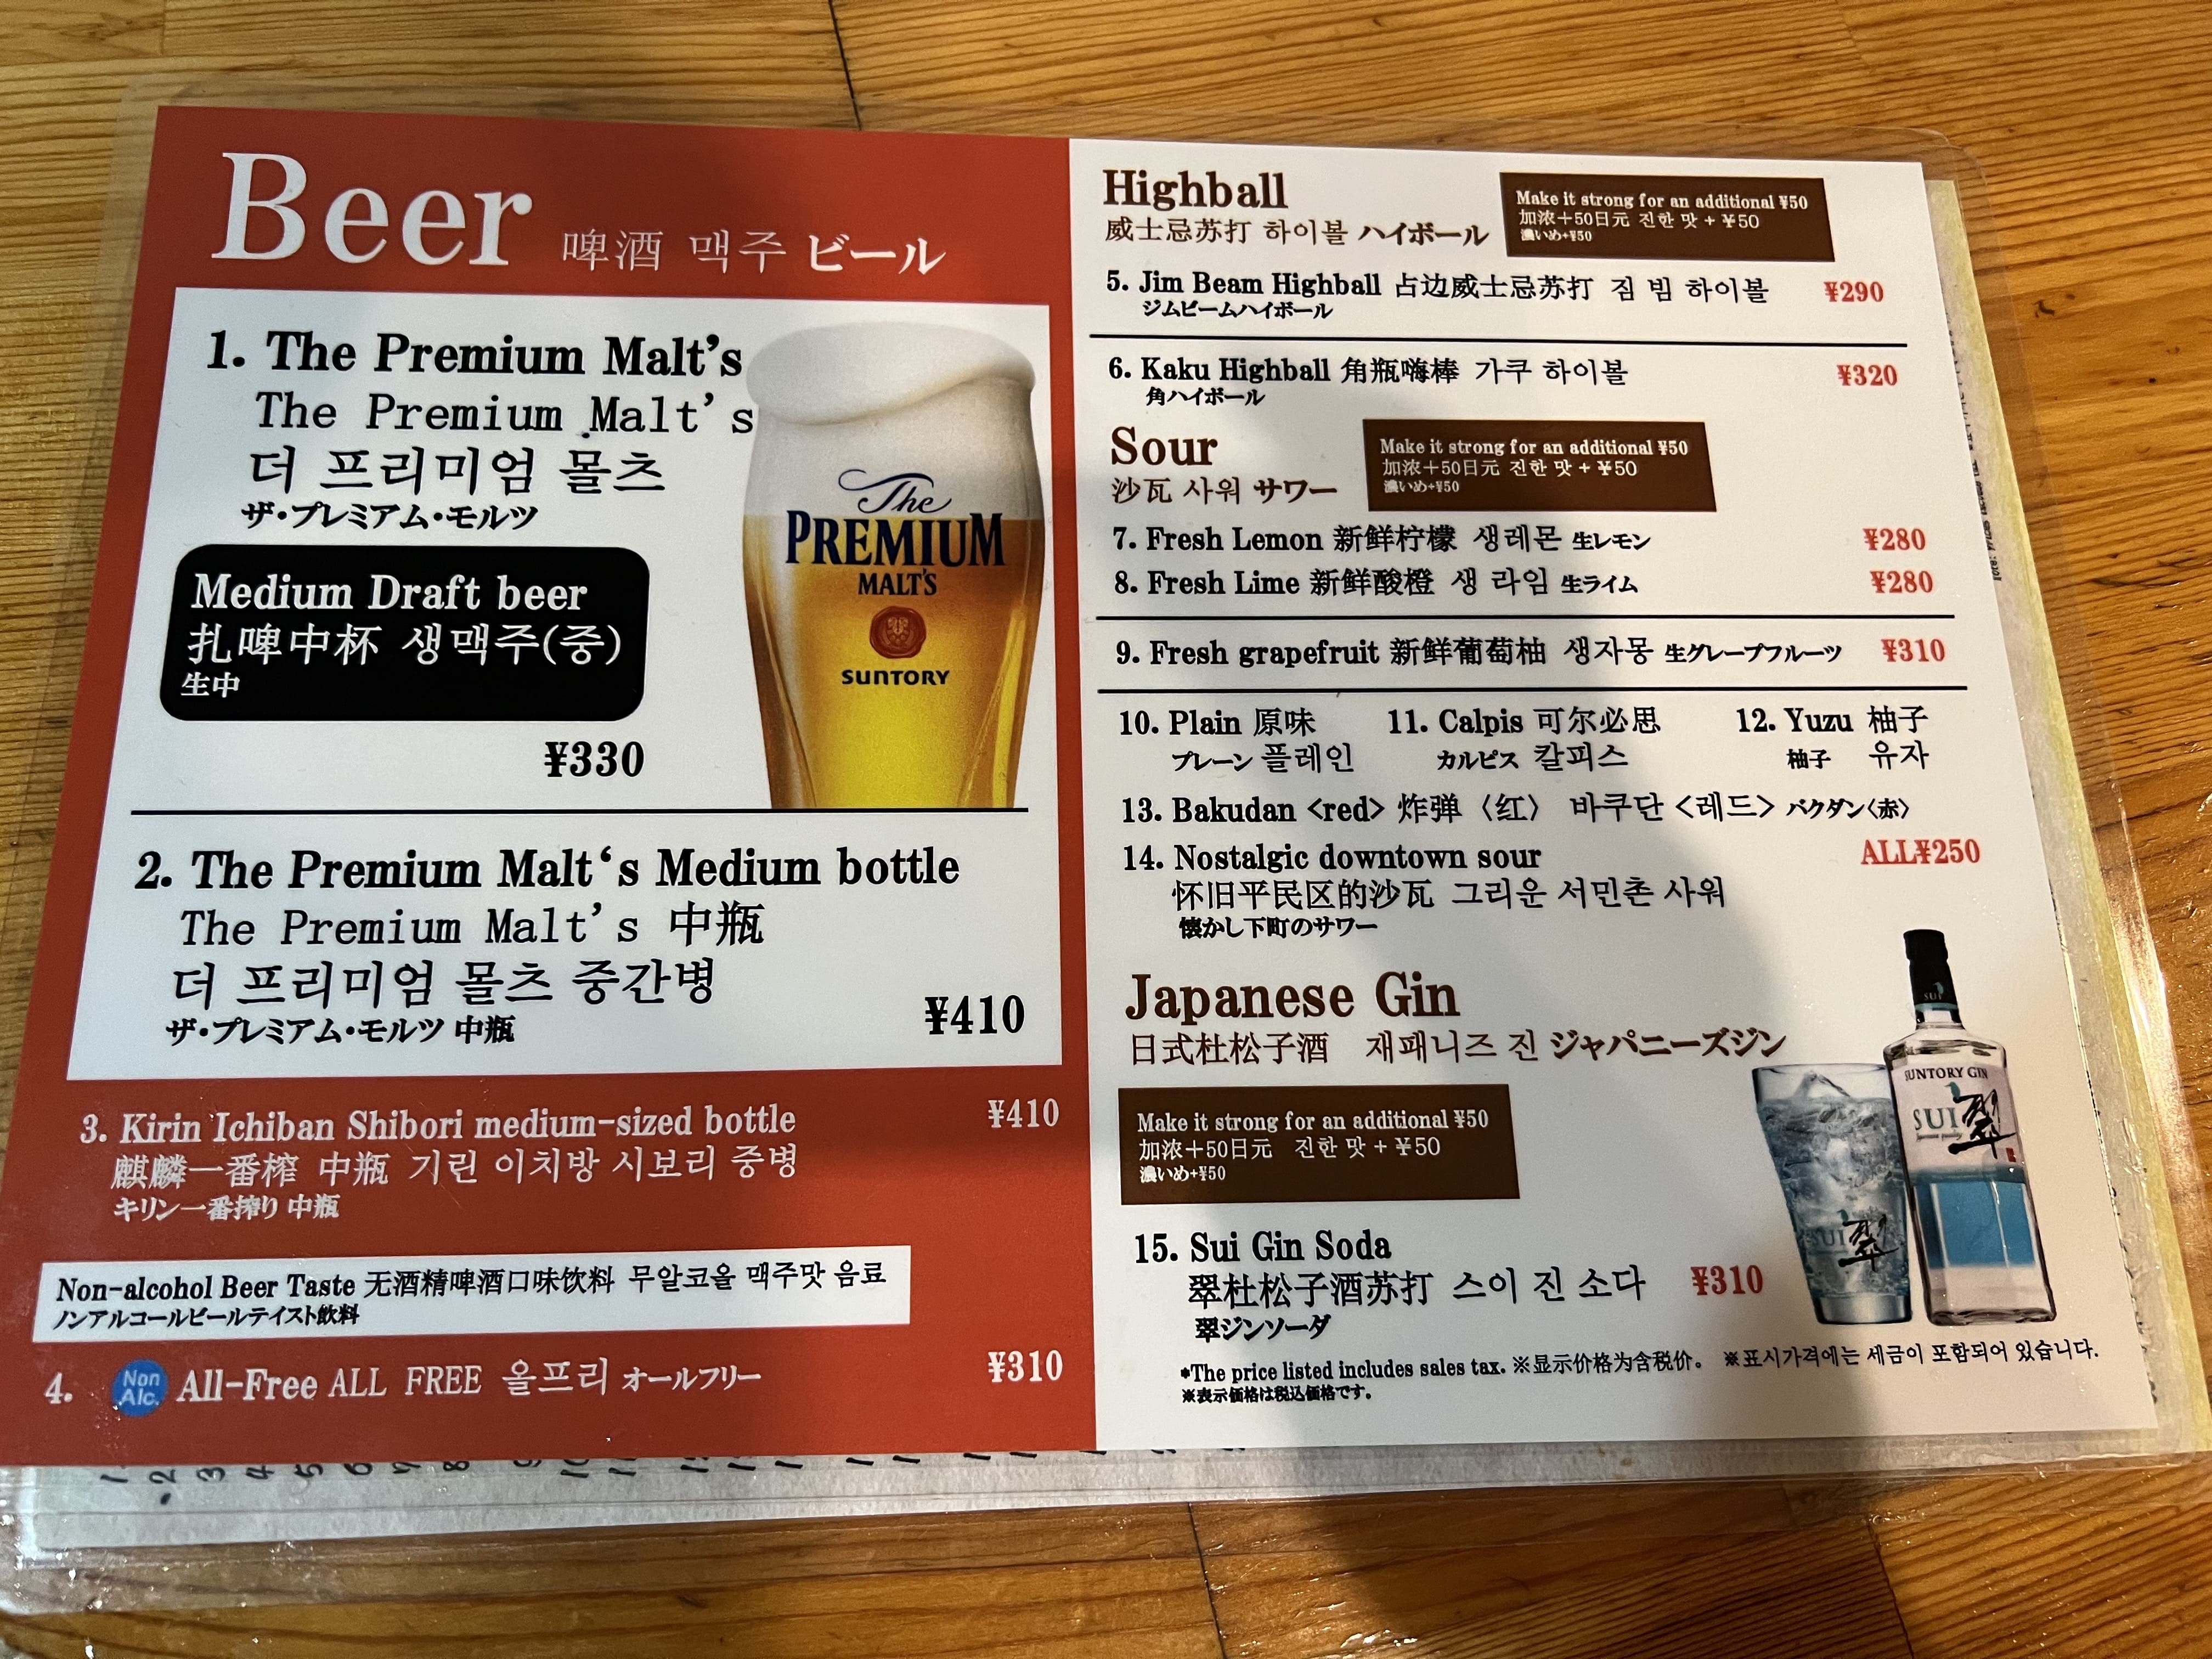 Beer 啤酒 맥주 ビール
1. The Premium Malt's
The Premium Malt's
더 프리미엄 몰츠
ザ・プレミアム・モルツ
Medium Draft beer
扎啤中杯 생맥주(중)
生中
¥330
The
PREMIUM
MALT'S
SUNTORY
2. The Premium Malt‘s Medium bottle
The Premium Malt's 中瓶
더 프리미엄 몰츠 중간병
ザ・プレミアム・モルツ 中瓶
¥410
3. Kirin Ichiban Shibori medium-sized bottle ¥410
麒麟一番榨 中瓶 기린 이치방 시보리 중병
キリン一番搾り 中瓶
Non-alcohol Beer Taste 无酒精啤酒口味饮料 무알코올 맥주맛 음료
ノンアルコールビールテイスト飲料
4. Non Alc. All-Free ALL FREE 올프리 オールフリー ¥310
Highball
威士忌苏打 하이볼 ハイボール
Make it strong for an additional ¥50
加浓+50日元 진한 맛 + ¥50
濃いめ+¥50
5. Jim Beam Highball 占边威士忌苏打 짐 빔 하이볼 ¥290
ジムビームハイボール
6. Kaku Highball 角瓶嗨棒 가쿠 하이볼 ¥320
角ハイボール
Sour
沙瓦 사워 サワー
Make it strong for an additional ¥50
加浓+50日元 진한 맛 + ¥50
濃いめ+¥50
7. Fresh Lemon 新鲜柠檬 생레몬 生レモン ¥280
8. Fresh Lime 新鲜酸橙 생 라임 生ライム ¥280
9. Fresh grapefruit 新鲜葡萄柚 생자몽 生グレープフルーツ ¥310
10. Plain 原味 11. Calpis 可尔必思 12. Yuzu 柚子
プレーン 플레인 カルピス 칼피스 柚子 유자
13. Bakudan <red> 炸弹〈红〉 바쿠단 <레드> バクダン〈赤〉
14. Nostalgic downtown sour ALL¥250
怀旧平民区的沙瓦 그리운 서민촌 사워
懐かし下町のサワー
Japanese Gin
日式杜松子酒 재패니즈 진 ジャパニーズジン
Make it strong for an additional ¥50
加浓+50日元 진한 맛 + ¥50
濃いめ+¥50
15. Sui Gin Soda
翠杜松子酒苏打 스이 진 소다 ¥310
翠ジンソーダ
SUI
SUNTORY GIN
SUI 翠
SUI 翠
*The price listed includes sales tax. ※显示价格为含税价。 ※표시가격에는 세금이 포함되어 있습니다.
※表示価格は税込価格です。
1 2 3 4 5 6 7 8 9 10 11